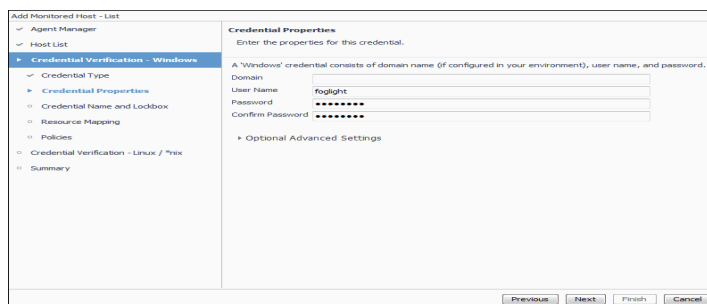 Add Monitored Host - List
Agent Manager
Host List
Credential Verification - Windows
Credential Type
Credential Properties
Credential Name and Lockbox
Resource Mapping
Policies
Credential Verification - Linux / *nix
Summary
Credential Properties
Enter the properties for this credential.
A 'Windows' credential consists of domain name (if configured in your environment), user name, and password.
Domain
User Name foglight
Password ••••••••
Confirm Password ••••••••
Optional Advanced Settings
Previous Next Finish Cancel